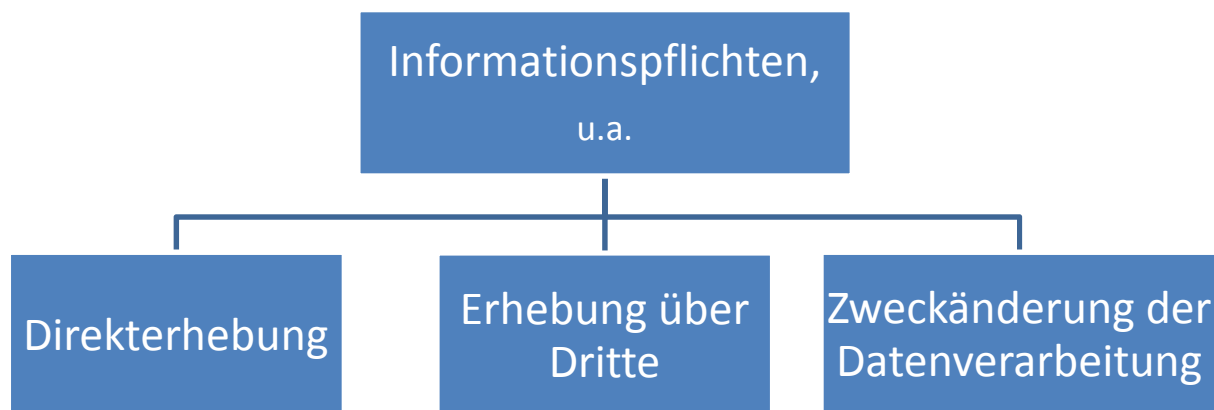 Informationspflichten,
u.a.
Direkterhebung
Erhebung über
Dritte
Zweckänderung der
Datenverarbeitung